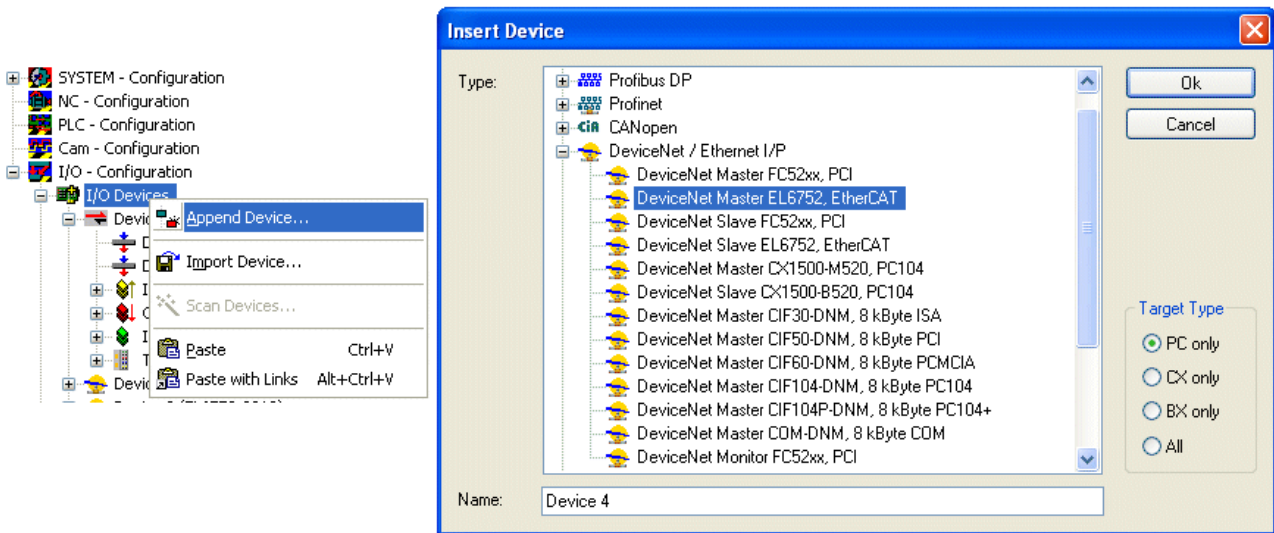 SYSTEM - Configuration
NC - Configuration
PLC - Configuration
Cam - Configuration
I/O - Configuration
I/O Devices
Append Device...
Import Device...
Scan Devices...
Paste Ctrl+V
Paste with Links Alt+Ctrl+V
Insert Device
Type:
Profibus DP
Profinet
CiA CANopen
DeviceNet / Ethernet I/P
DeviceNet Master FC52xx, PCI
DeviceNet Master EL6752, EtherCAT
DeviceNet Slave FC52xx, PCI
DeviceNet Slave EL6752, EtherCAT
DeviceNet Master CX1500-M520, PC104
DeviceNet Slave CX1500-B520, PC104
DeviceNet Master CIF30-DNM, 8 kByte ISA
DeviceNet Master CIF50-DNM, 8 kByte PCI
DeviceNet Master CIF60-DNM, 8 kByte PCMCIA
DeviceNet Master CIF104-DNM, 8 kByte PC104
DeviceNet Master CIF104P-DNM, 8 kByte PC104+
DeviceNet Master COM-DNM, 8 kByte COM
DeviceNet Monitor FC52xx, PCI
Ok
Cancel
Target Type
PC only
CX only
BX only
All
Name: Device 4